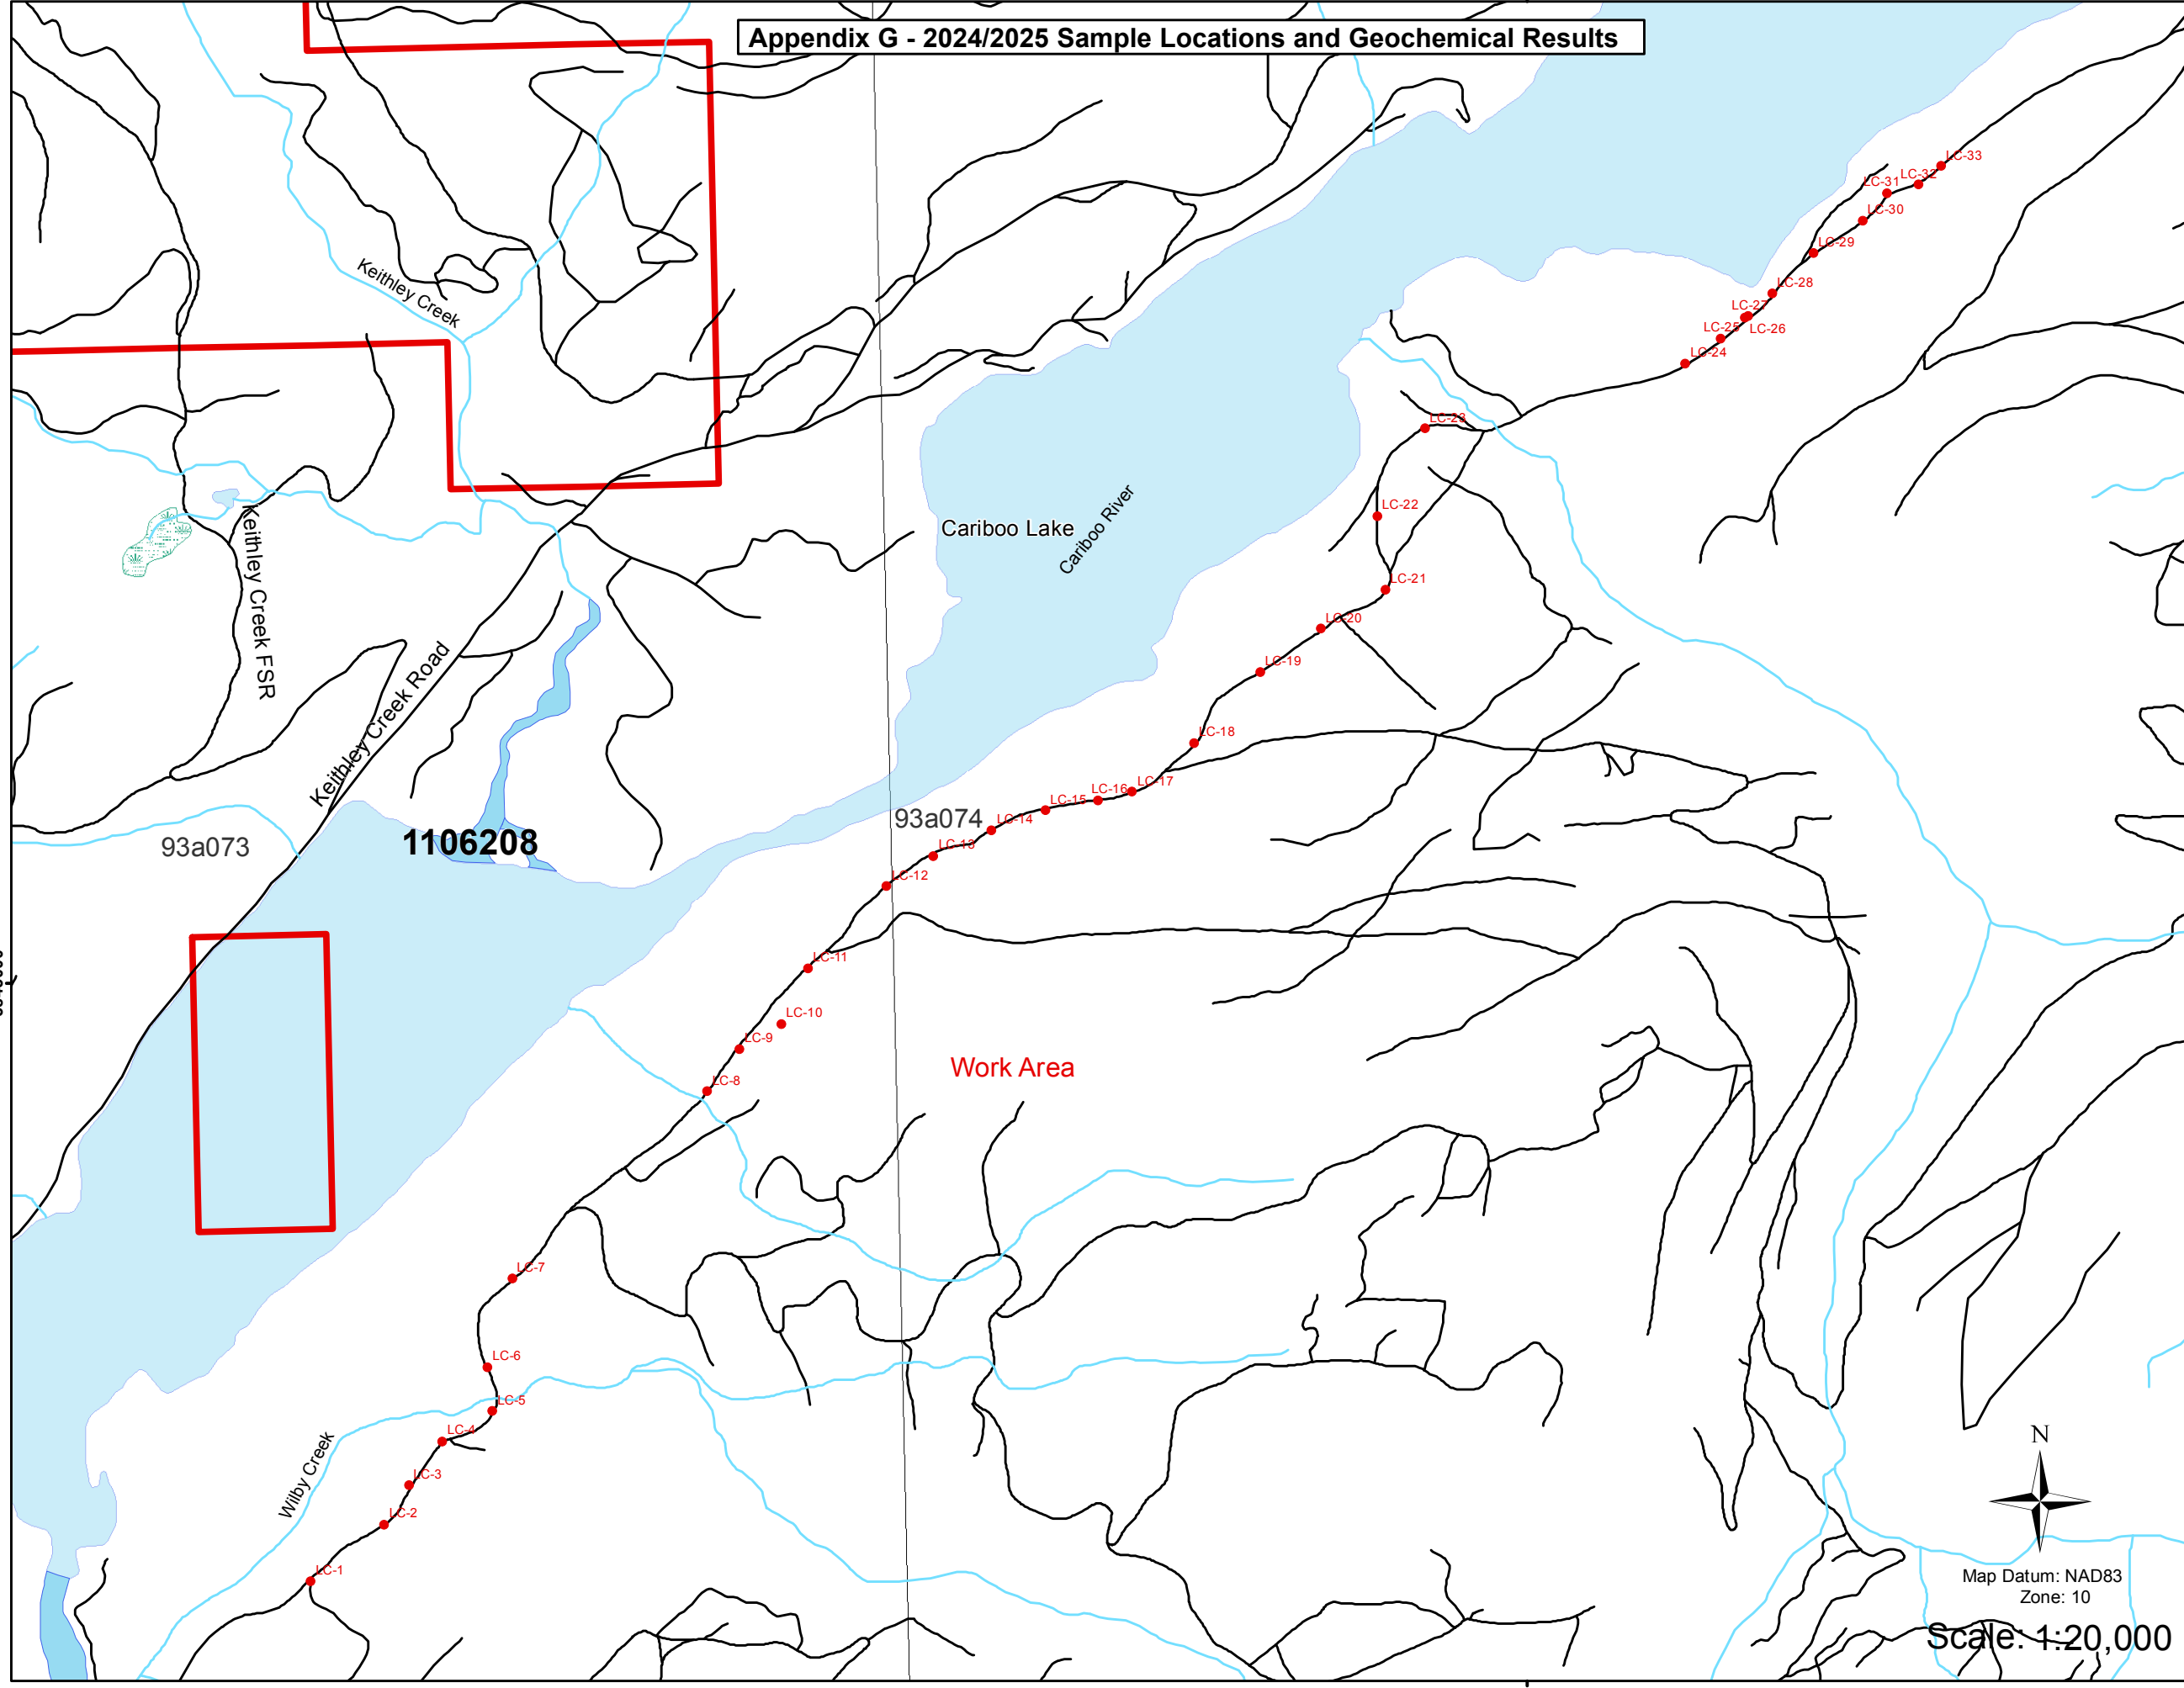 Appendix G - 2024/2025 Sample Locations and Geochemical Results
LC-33
LC-32
LC-31
LC-30
LC-29
LC-28
LC-27
LC-26
LC-25
LC-24
LC-23
LC-22
LC-21
LC-20
LC-19
LC-18
LC-17
LC-16
LC-15
LC-14
LC-13
LC-12
LC-11
LC-10
LC-9
LC-8
LC-7
LC-6
LC-5
LC-4
LC-3
LC-2
LC-1
Keithley Creek
Keithley Creek FSR
Keithley Creek Road
Cariboo Lake
Cariboo River
93a073
1106208
93a074
Work Area
Wilby Creek
N
Map Datum: NAD83
Zone: 10
Scale: 1:20,000